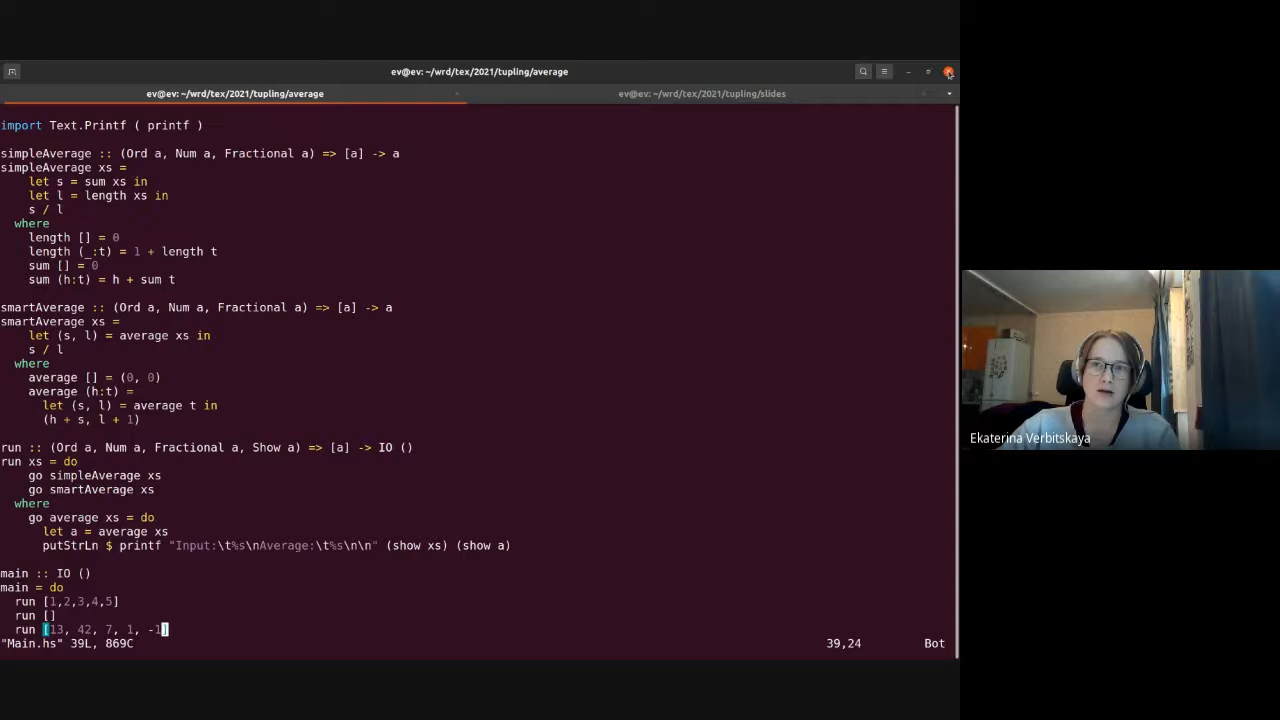 ev@ev: ~/wrd/tex/2021/tupling/average
ev@ev: ~/wrd/tex/2021/tupling/average
ev@ev: ~/wrd/tex/2021/tupling/slides
import Text.Printf ( printf )
simpleAverage :: (Ord a, Num a, Fractional a) => [a] -> a
simpleAverage xs =
    let s = sum xs in
    let l = length xs in
    s / l
  where
    length [] = 0
    length (_:t) = 1 + length t
    sum [] = 0
    sum (h:t) = h + sum t
smartAverage :: (Ord a, Num a, Fractional a) => [a] -> a
smartAverage xs =
    let (s, l) = average xs in
    s / l
  where
    average [] = (0, 0)
    average (h:t) =
      let (s, l) = average t in
      (h + s, l + 1)
run :: (Ord a, Num a, Fractional a, Show a) => [a] -> IO ()
run xs = do
    go simpleAverage xs
    go smartAverage xs
  where
    go average xs = do
      let a = average xs
      putStrLn $ printf "Input:\t%s\nAverage:\t%s\n\n" (show xs) (show a)
main :: IO ()
main = do
  run [1,2,3,4,5]
  run []
  run [13, 42, 7, 1, -1]
"Main.hs" 39L, 869C 39,24 Bot
Ekaterina Verbitskaya